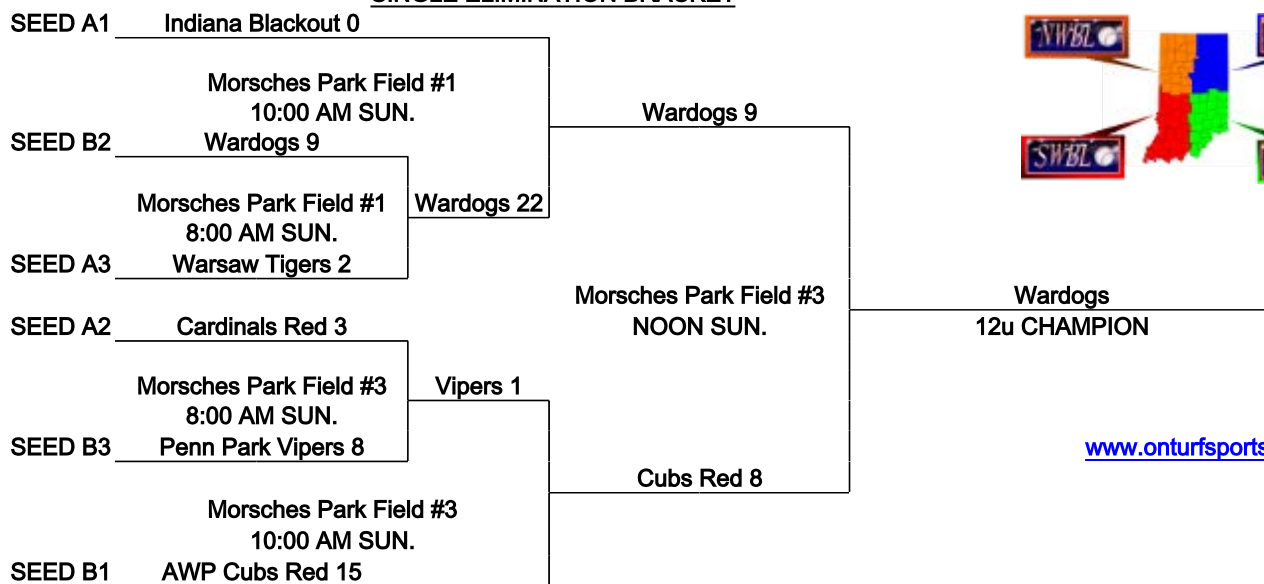 SEED A1 Indiana Blackout 0
Morsches Park Field #1
10:00 AM SUN.
Wardogs 9
SEED B2 Wardogs 9
Morsches Park Field #1
8:00 AM SUN.
Wardogs 22
SEED A3 Warsaw Tigers 2
Morsches Park Field #3
NOON SUN.
Wardogs
12u CHAMPION
SEED A2 Cardinals Red 3
Morsches Park Field #3
8:00 AM SUN.
Vipers 1
SEED B3 Penn Park Vipers 8
www.onturfsports
Cubs Red 8
Morsches Park Field #3
10:00 AM SUN.
SEED B1 AWP Cubs Red 15
NWBL
SWBL